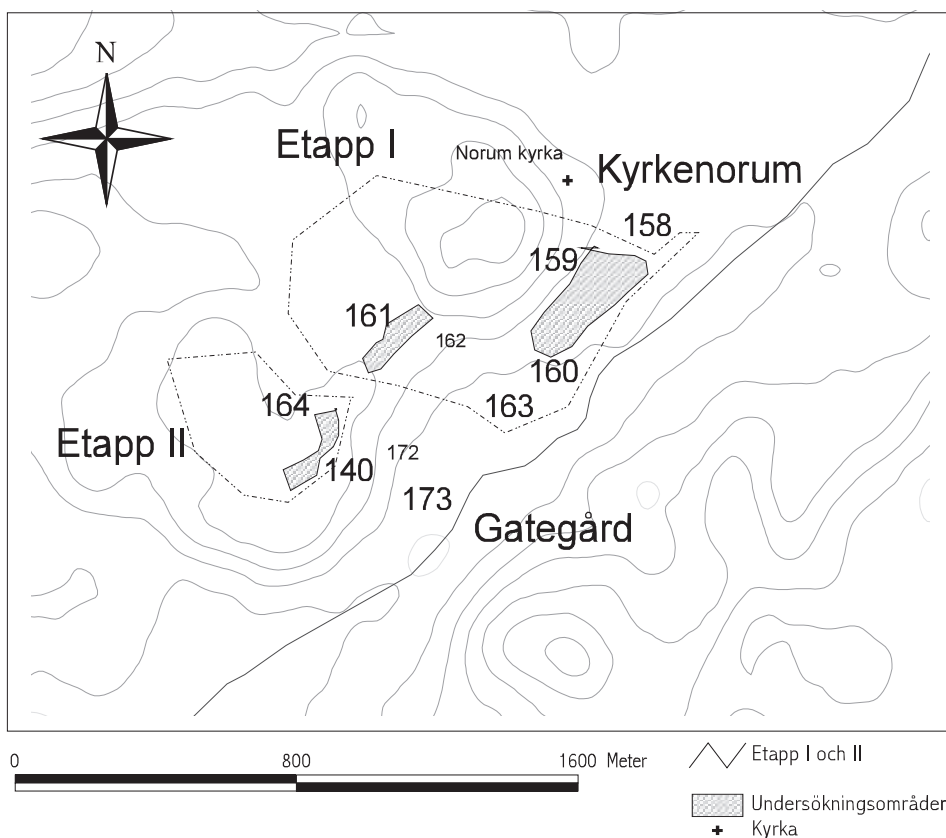 N
Etapp I
Norum kyrka
Kyrkenorum
158
159
161
162
160
163
164
Etapp II
172
140
173
Gategård
0 800 1600 Meter
Etapp I och II
Undersökningsområden
Kyrka